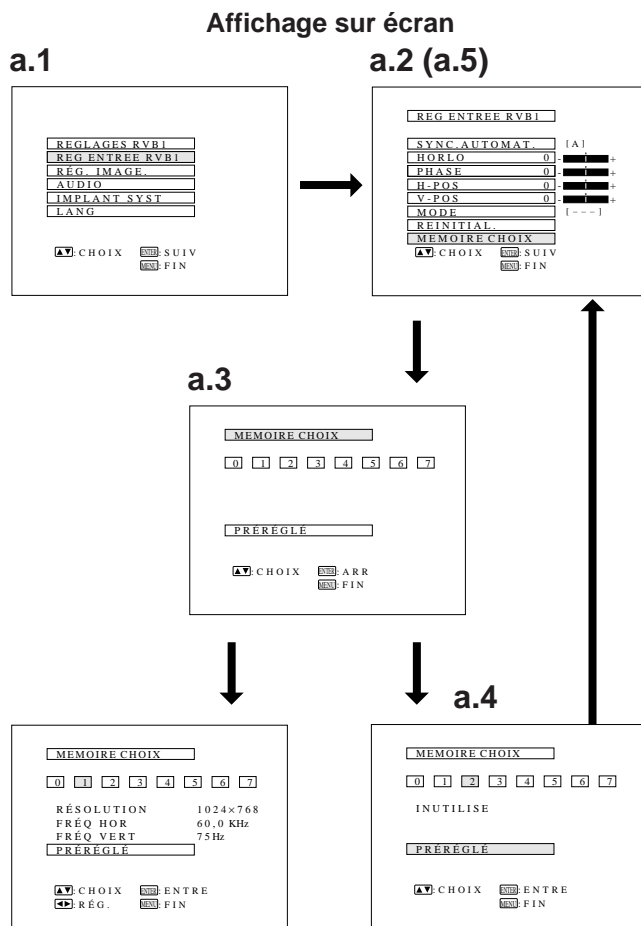 Affichage sur écran
a.1
REGLAGES RVB1
REG ENTREE RVB1
RÉG. IMAGE.
AUDIO
IMPLANT SYST
LANG
▲▼:CHOIX ENTER:SUIV
MENU:FIN
a.2 (a.5)
REG ENTREE RVB1
SYNC.AUTOMAT. [A]
HORLO 0 - +
PHASE 0 - +
H-POS 0 - +
V-POS 0 - +
MODE [---]
REINITIAL.
MEMOIRE CHOIX
▲▼:CHOIX ENTER:SUIV
MENU:FIN
a.3
MEMOIRE CHOIX
0 1 2 3 4 5 6 7
PRÉRÉGLÉ
▲▼:CHOIX ENTER:ARR
MENU:FIN
MEMOIRE CHOIX
0 1 2 3 4 5 6 7
RÉSOLUTION 1024×768
FRÉQ HOR 60,0 KHz
FRÉQ VERT 75Hz
PRÉRÉGLÉ
▲▼:CHOIX ENTER:ENTRE
◀▶:RÉG. MENU:FIN
a.4
MEMOIRE CHOIX
0 1 2 3 4 5 6 7
INUTILISE
PRÉRÉGLÉ
▲▼:CHOIX ENTER:ENTRE
MENU:FIN